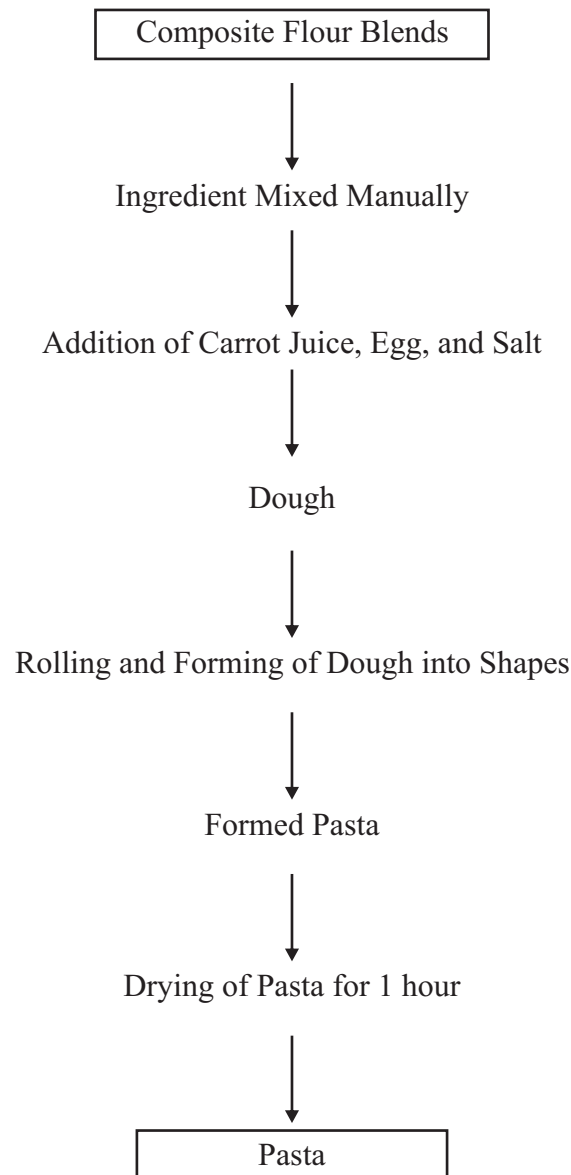 Composite Flour Blends
Ingredient Mixed Manually
Addition of Carrot Juice, Egg, and Salt
Dough
Rolling and Forming of Dough into Shapes
Formed Pasta
Drying of Pasta for 1 hour
Pasta